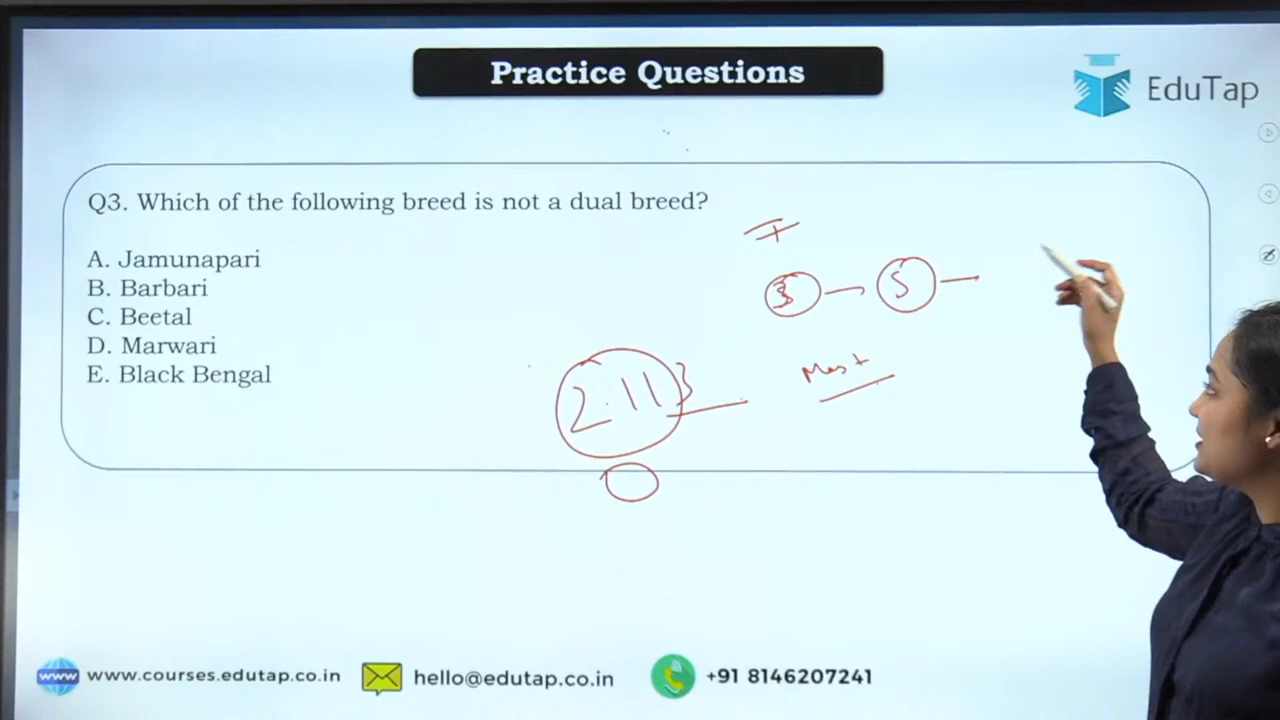 Practice Questions
EduTap
Q3. Which of the following breed is not a dual breed?
A. Jamunapari
B. Barbari
C. Beetal
D. Marwari
E. Black Bengal
5
2.11
Most
www
www.courses.edutap.co.in
hello@edutap.co.in
+91 8146207241